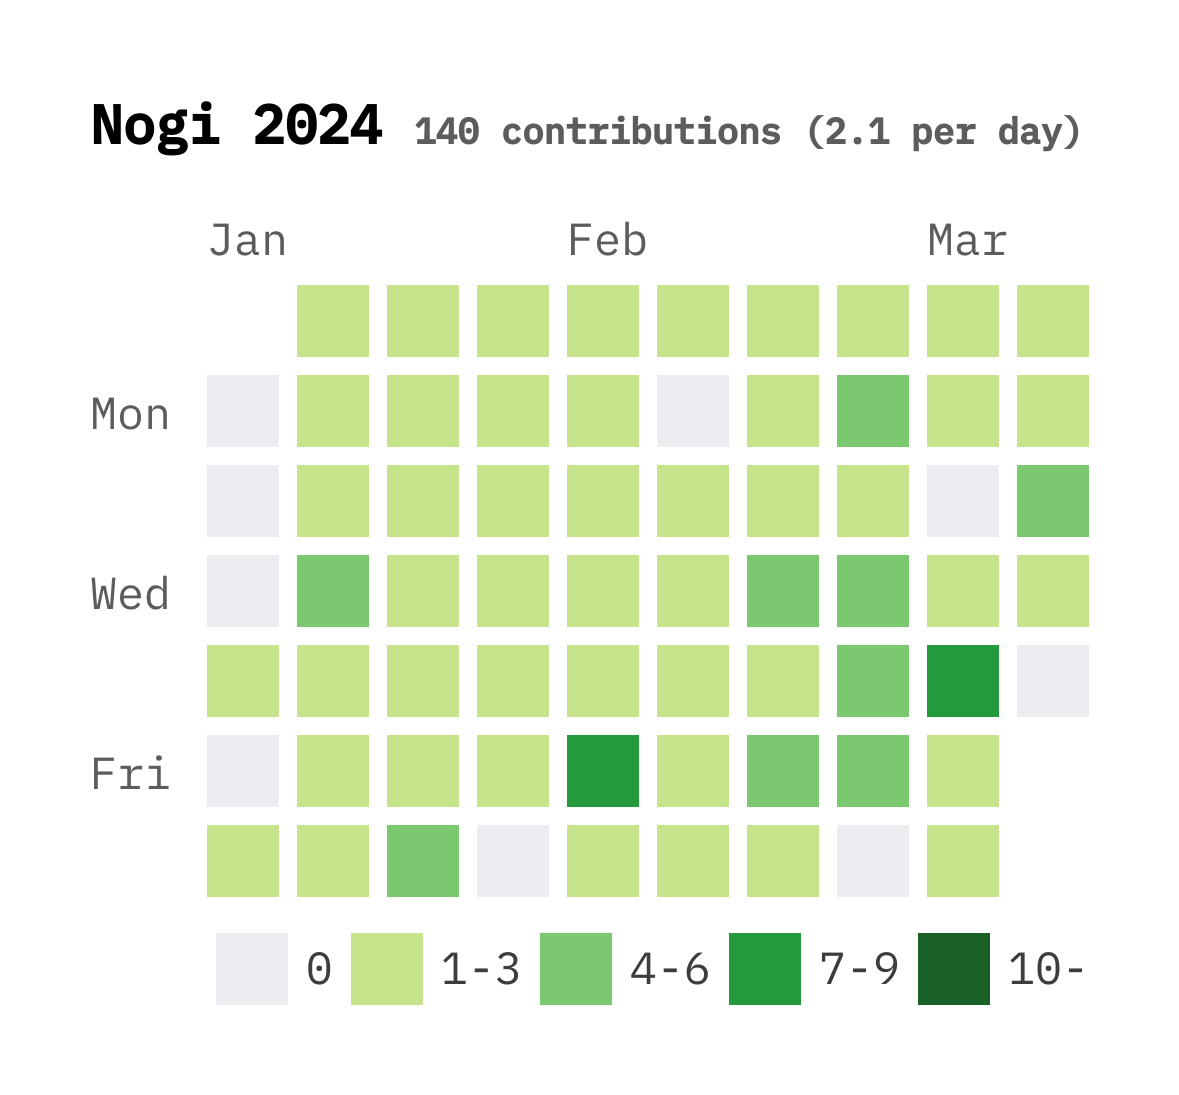 Nogi 2024 140 contributions (2.1 per day)
Jan Feb Mar
Mon
Wed
Fri
0 1-3 4-6 7-9 10-